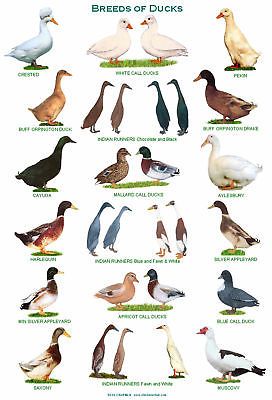 BREEDS OF DUCKS
CRESTED
WHITE CALL DUCKS
PEKIN
BUFF ORPINGTON DUCK
INDIAN RUNNERS Chocolate and Black
BUFF ORPINGTON DRAKE
CAYUGA
MALLARD CALL DUCKS
AYLESBURY
HARLEQUIN
INDIAN RUNNERS Blue and Fawn & White
SILVER APPLEYARD
MINI SILVER APPLEYARD
APRICOT CALL DUCKS
BLUE CALL DUCK
SAXONY
INDIAN RUNNERS Fawn and White
MUSCOVY